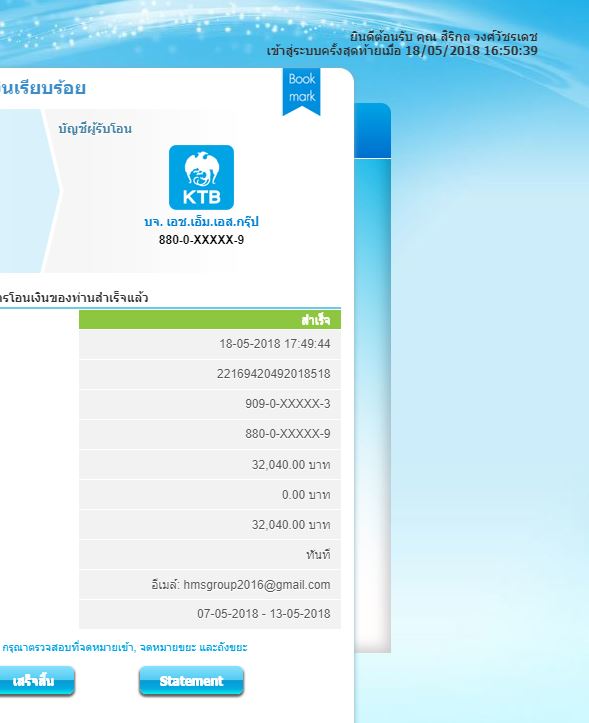 ยินดีต้อนรับ คุณ สิริกุล วงศ์วัชรเดช
เข้าสู่ระบบครั้งสุดท้ายเมื่อ 18/05/2018 16:50:39
นเรียบร้อย
Book
mark
บัญชีผู้รับโอน
KTB
บจ. เอช.เอ็ม.เอส.กรุ๊ป
880-0-XXXXX-9
รโอนเงินของท่านสำเร็จแล้ว
สำเร็จ
18-05-2018 17:49:44
22169420492018518
909-0-XXXXX-3
880-0-XXXXX-9
32,040.00 บาท
0.00 บาท
32,040.00 บาท
ทันที
อีเมล์: hmsgroup2016@gmail.com
07-05-2018 - 13-05-2018
กรุณาตรวจสอบที่จดหมายเข้า, จดหมายขยะ และถังขยะ
เสร็จสิ้น
Statement